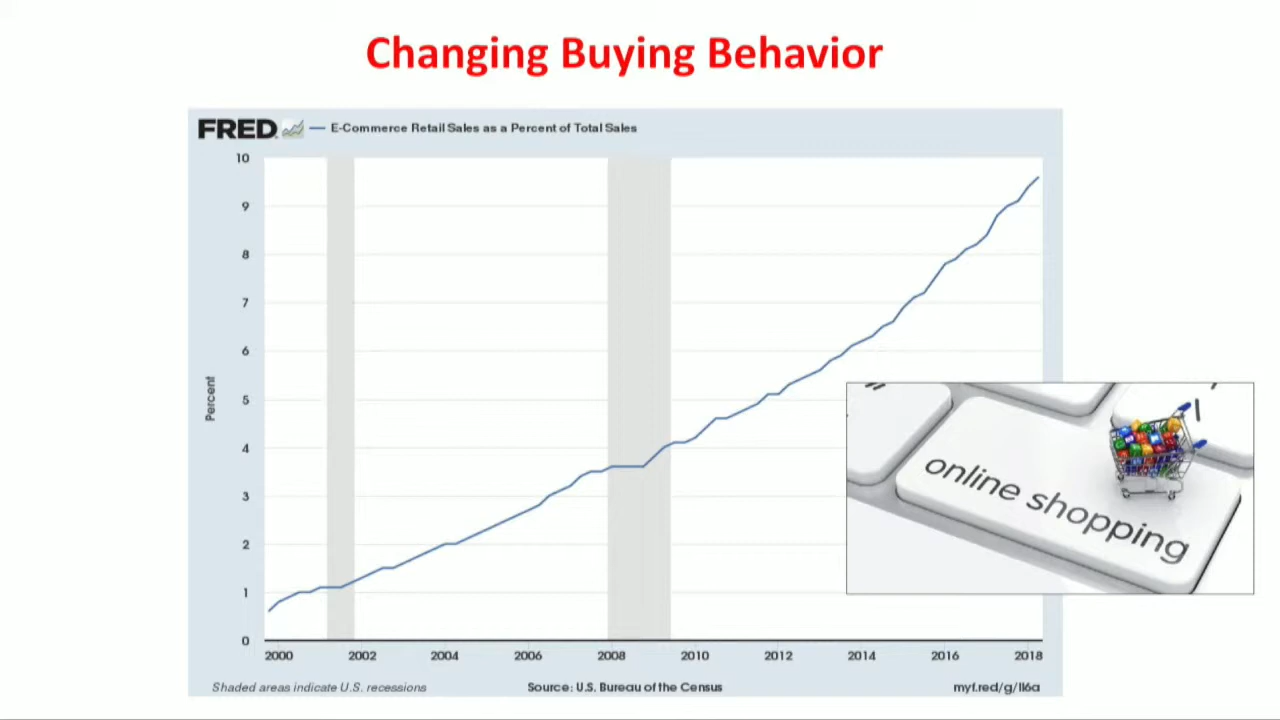 Changing Buying Behavior
FRED — E-Commerce Retail Sales as a Percent of Total Sales
10
9
8
7
6
5
4
3
2
1
0
Percent
2000 2002 2004 2006 2008 2010 2012 2014 2016 2018
Shaded areas indicate U.S. recessions Source: U.S. Bureau of the Census myf.red/g/ll6a
online shopping